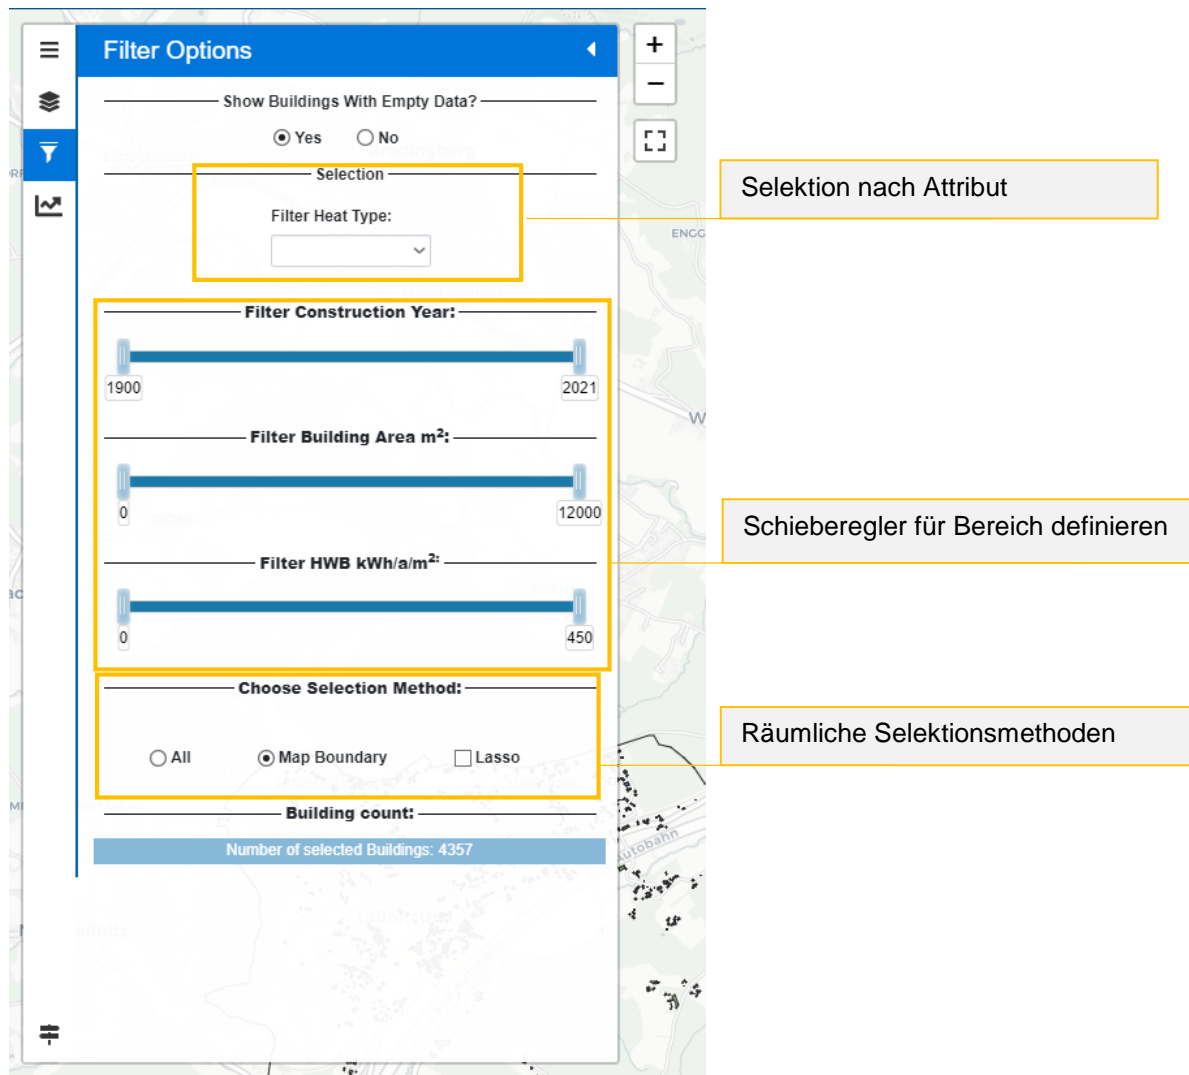 Filter Options
Show Buildings With Empty Data?
Yes No
Selection
Filter Heat Type:
Filter Construction Year:
1900 2021
Filter Building Area m²:
0 12000
Filter HWB kWh/a/m²:
0 450
Choose Selection Method:
All Map Boundary Lasso
Building count:
Number of selected Buildings: 4357
+
−
ENGG
W
Autobahn
Selektion nach Attribut
Schieberegler für Bereich definieren
Räumliche Selektionsmethoden